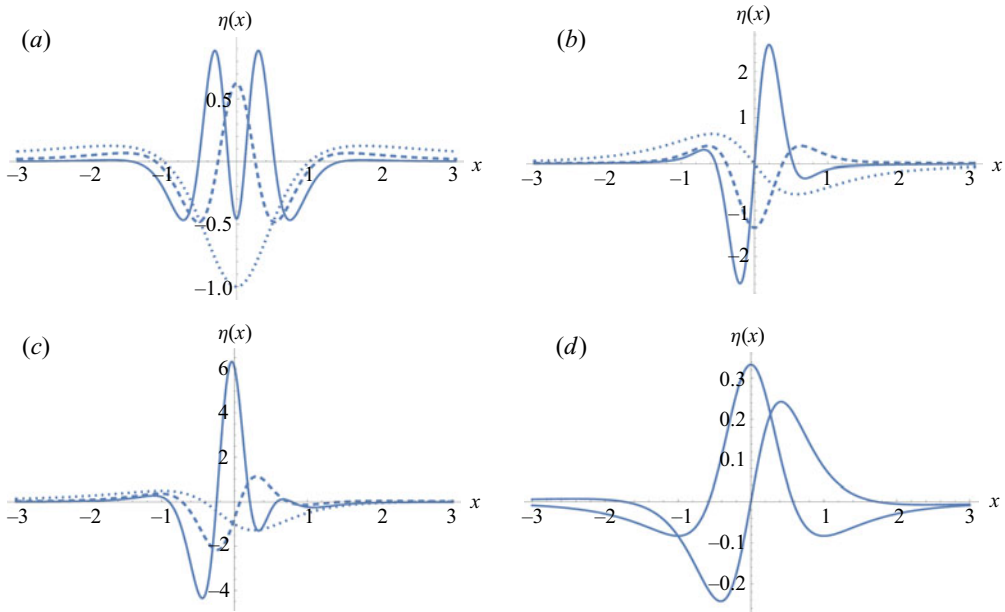 (a) η(x) (b) η(x)
0.5
–3 –2 –1 1 2 3 x
–0.5
–1.0
2
1
–3 –2 –1 1 2 3 x
–1
–2
(c) η(x) (d) η(x)
6
4
2
–3 –2 –1 1 2 3 x
–2
–4
0.3
0.2
0.1
–3 –2 –1 1 2 3 x
–0.1
–0.2